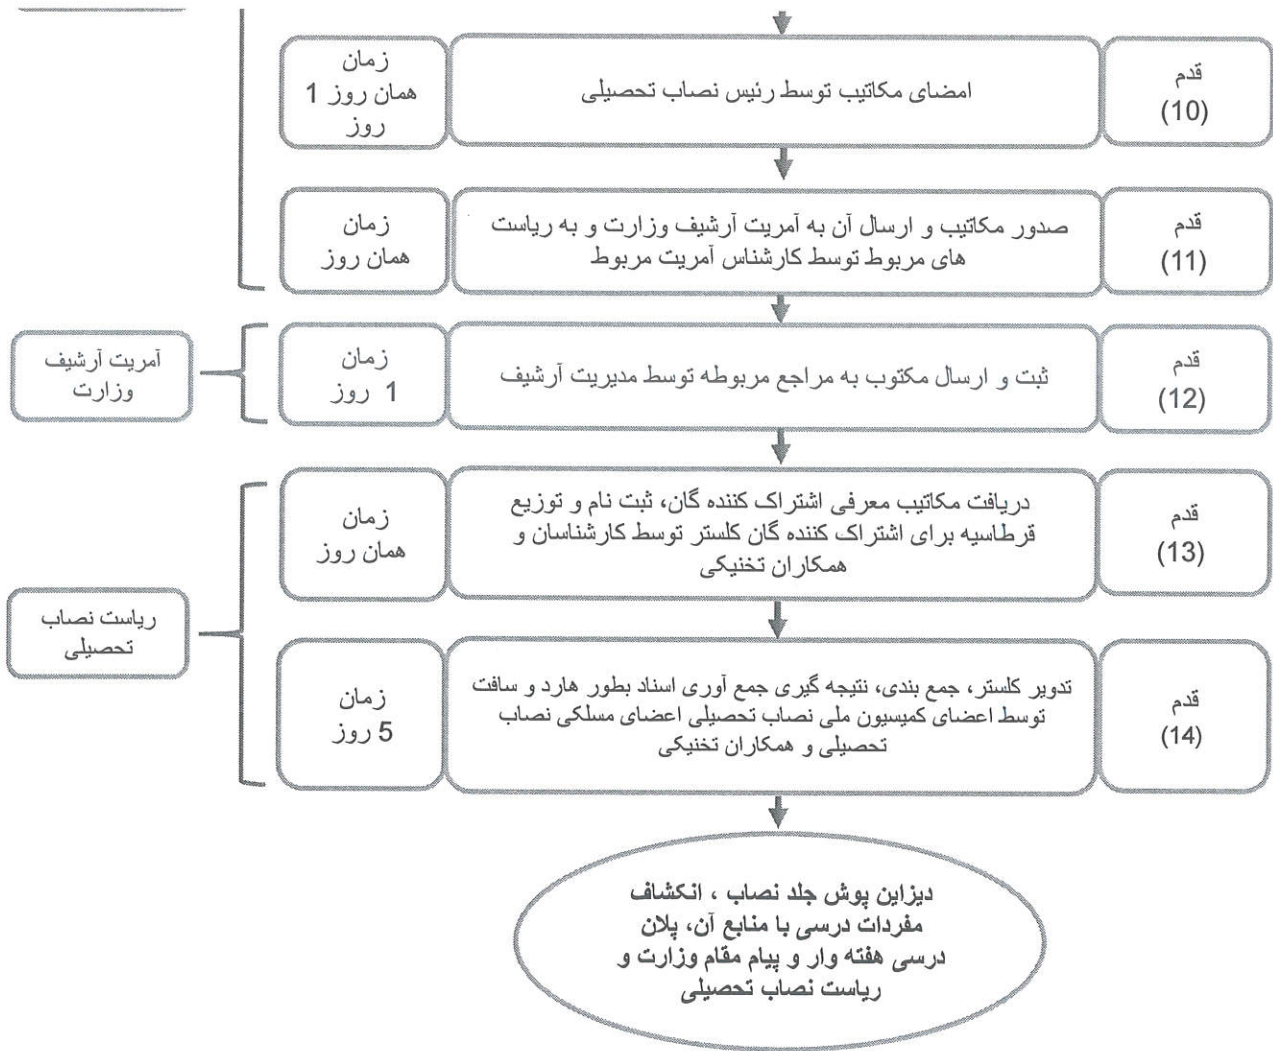 قدم
(10)
امضای مکاتیب توسط رئیس نصاب تحصیلی
زمان
همان روز 1
روز
قدم
(11)
صدور مکاتیب و ارسال آن به آمریت آرشیف وزارت و به ریاست
های مربوط توسط کارشناس آمریت مربوط
زمان
همان روز
قدم
(12)
ثبت و ارسال مکتوب به مراجع مربوطه توسط مدیریت آرشیف
زمان
1 روز
آمریت آرشیف
وزارت
قدم
(13)
دریافت مکاتیب معرفی اشتراک کننده گان، ثبت نام و توزیع
قرطاسیه برای اشتراک کننده گان کلستر توسط کارشناسان و
همکاران تخنیکی
زمان
همان روز
ریاست نصاب
تحصیلی
قدم
(14)
تدویر کلستر، جمع بندی، نتیجه گیری جمع آوری اسناد بطور هارد و سافت
توسط اعضای کمیسیون ملی نصاب تحصیلی اعضای مسلکی نصاب
تحصیلی و همکاران تخنیکی
زمان
5 روز
دیزاین پوش جلد نصاب ، انکشاف
مفردات درسی با منابع آن، پلان
درسی هفته وار و پیام مقام وزارت و
ریاست نصاب تحصیلی